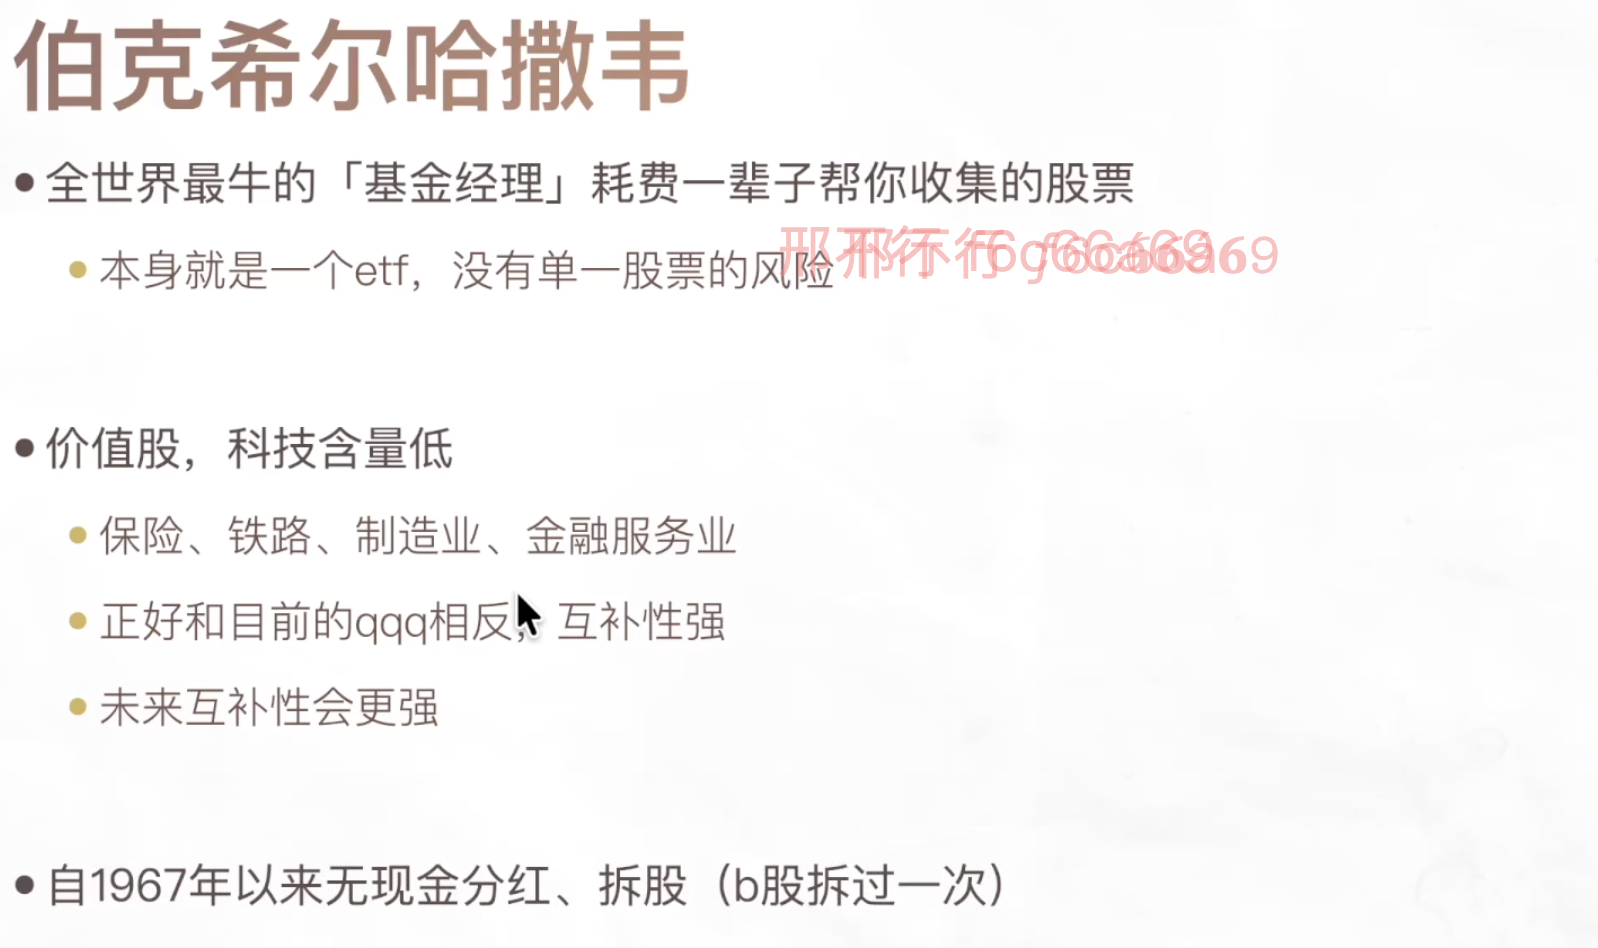 伯克希尔哈撒韦
• 全世界最牛的「基金经理」耗费一辈子帮你收集的股票
• 本身就是一个etf，没有单一股票的风险
• 价值股，科技含量低
• 保险、铁路、制造业、金融服务业
• 正好和目前的qqq相反，互补性强
• 未来互补性会更强
• 自1967年以来无现金分红、拆股（b股拆过一次）